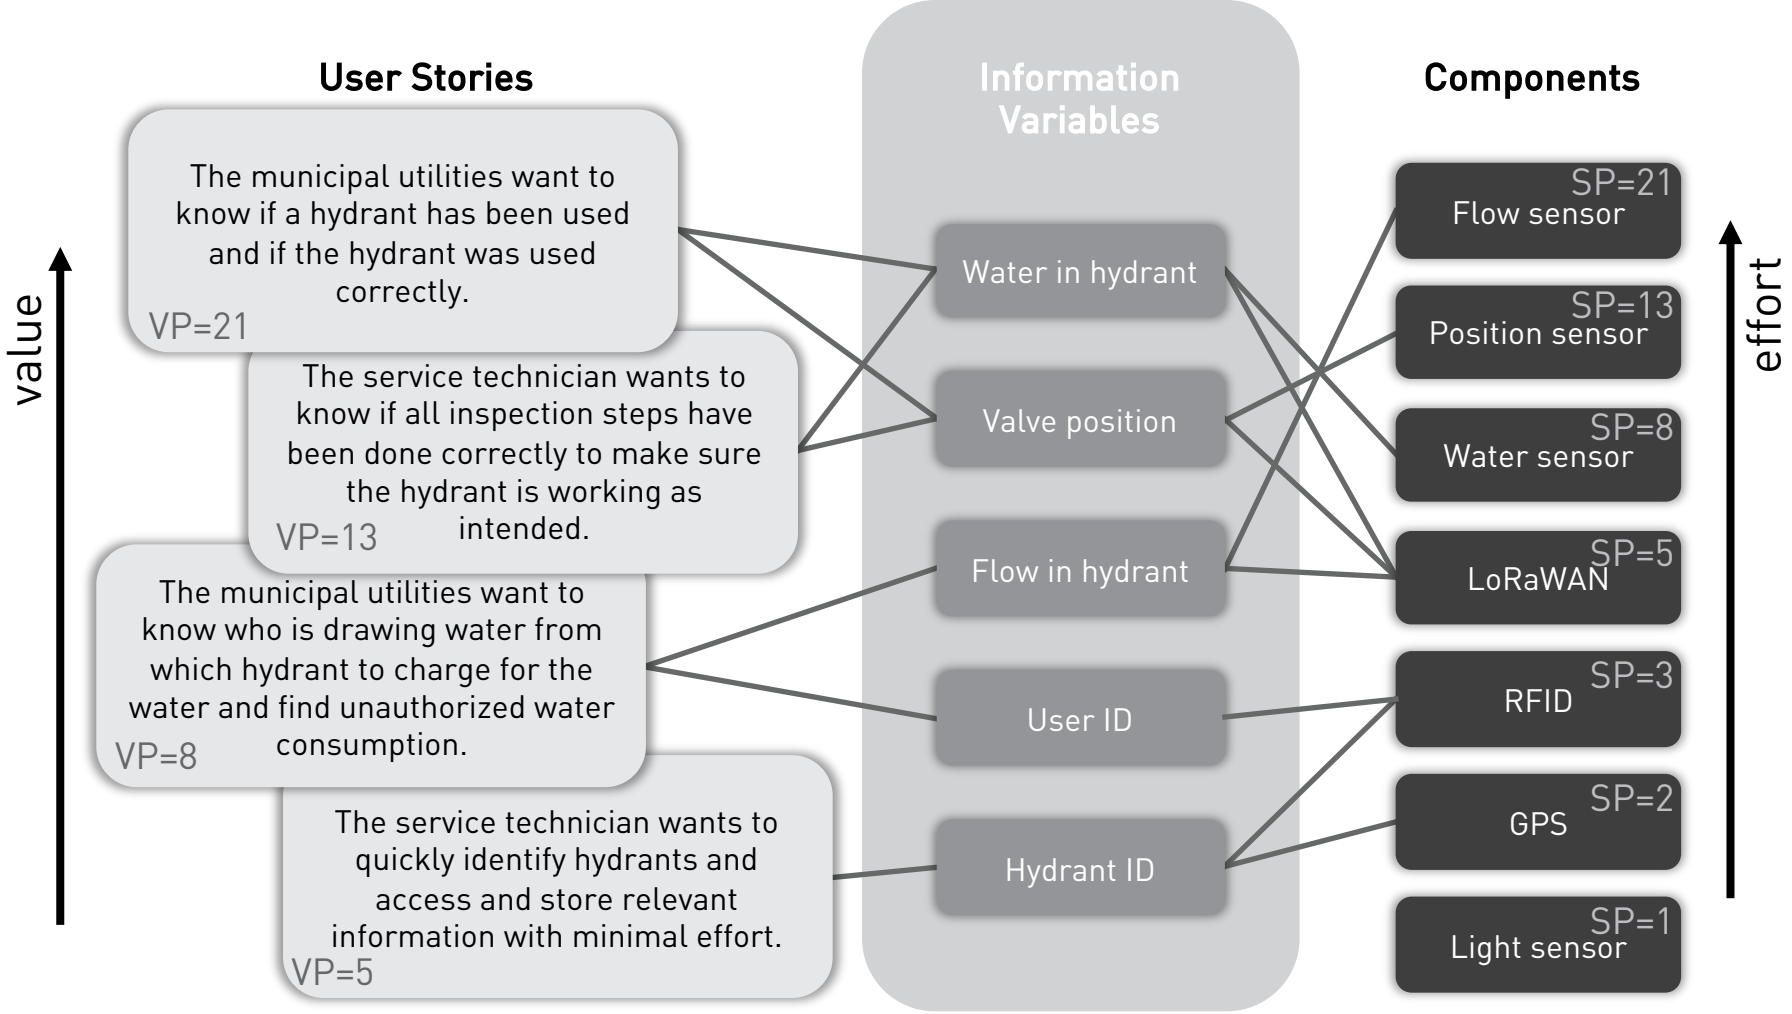 User Stories
The municipal utilities want to
know if a hydrant has been used
and if the hydrant was used
correctly.
VP=21
The service technician wants to
know if all inspection steps have
been done correctly to make sure
the hydrant is working as
intended.
VP=13
The municipal utilities want to
know who is drawing water from
which hydrant to charge for the
water and find unauthorized water
consumption.
VP=8
The service technician wants to
quickly identify hydrants and
access and store relevant
information with minimal effort.
VP=5
value
Information
Variables
Water in hydrant
Valve position
Flow in hydrant
User ID
Hydrant ID
Components
SP=21
Flow sensor
SP=13
Position sensor
SP=8
Water sensor
SP=5
LoRaWAN
SP=3
RFID
SP=2
GPS
SP=1
Light sensor
effort